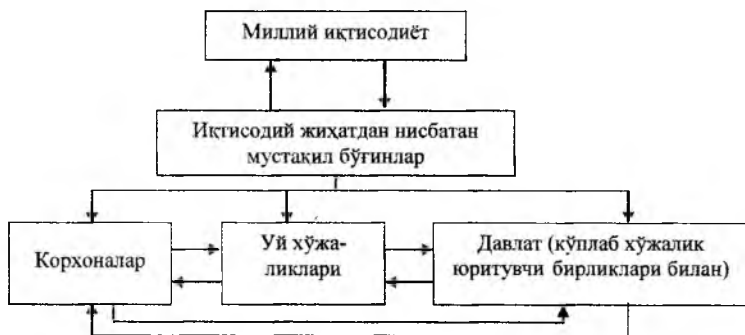 Миллий иқтисодиёт
Иқтисодий жиҳатдан нисбатан
мустақил бўғинлар
Корхоналар
Уй хўжа-
ликлари
Давлат (кўплаб хўжалик
юритувчи бирликлари билан)